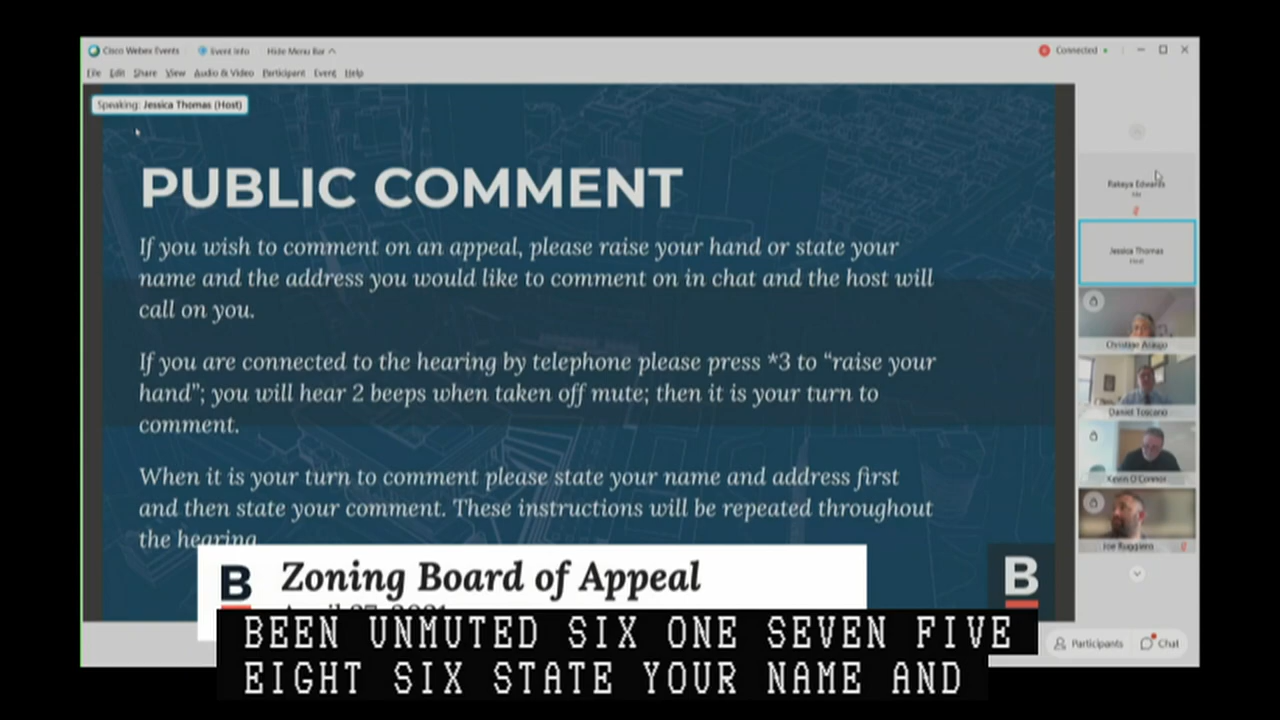 Cisco Webex Events
Event Info
Hide Menu Bar
Connected
File Edit Share View Audio & Video Participant Event Help
Speaking: Jessica Thomas (Host)
PUBLIC COMMENT
If you wish to comment on an appeal, please raise your hand or state your
name and the address you would like to comment on in chat and the host will
call on you.
If you are connected to the hearing by telephone please press *3 to “raise your
hand”; you will hear 2 beeps when taken off mute; then it is your turn to
comment.
When it is your turn to comment please state your name and address first
and then state your comment. These instructions will be repeated throughout
the hearing
Rakeya Edwards
Me
Jessica Thomas
Host
Christine Araujo
Daniel Toscano
Kevin O'Connor
Joe Ruggiero
B
Zoning Board of Appeal
B
BEEN UNMUTED SIX ONE SEVEN FIVE
EIGHT SIX STATE YOUR NAME AND
Participants
Chat